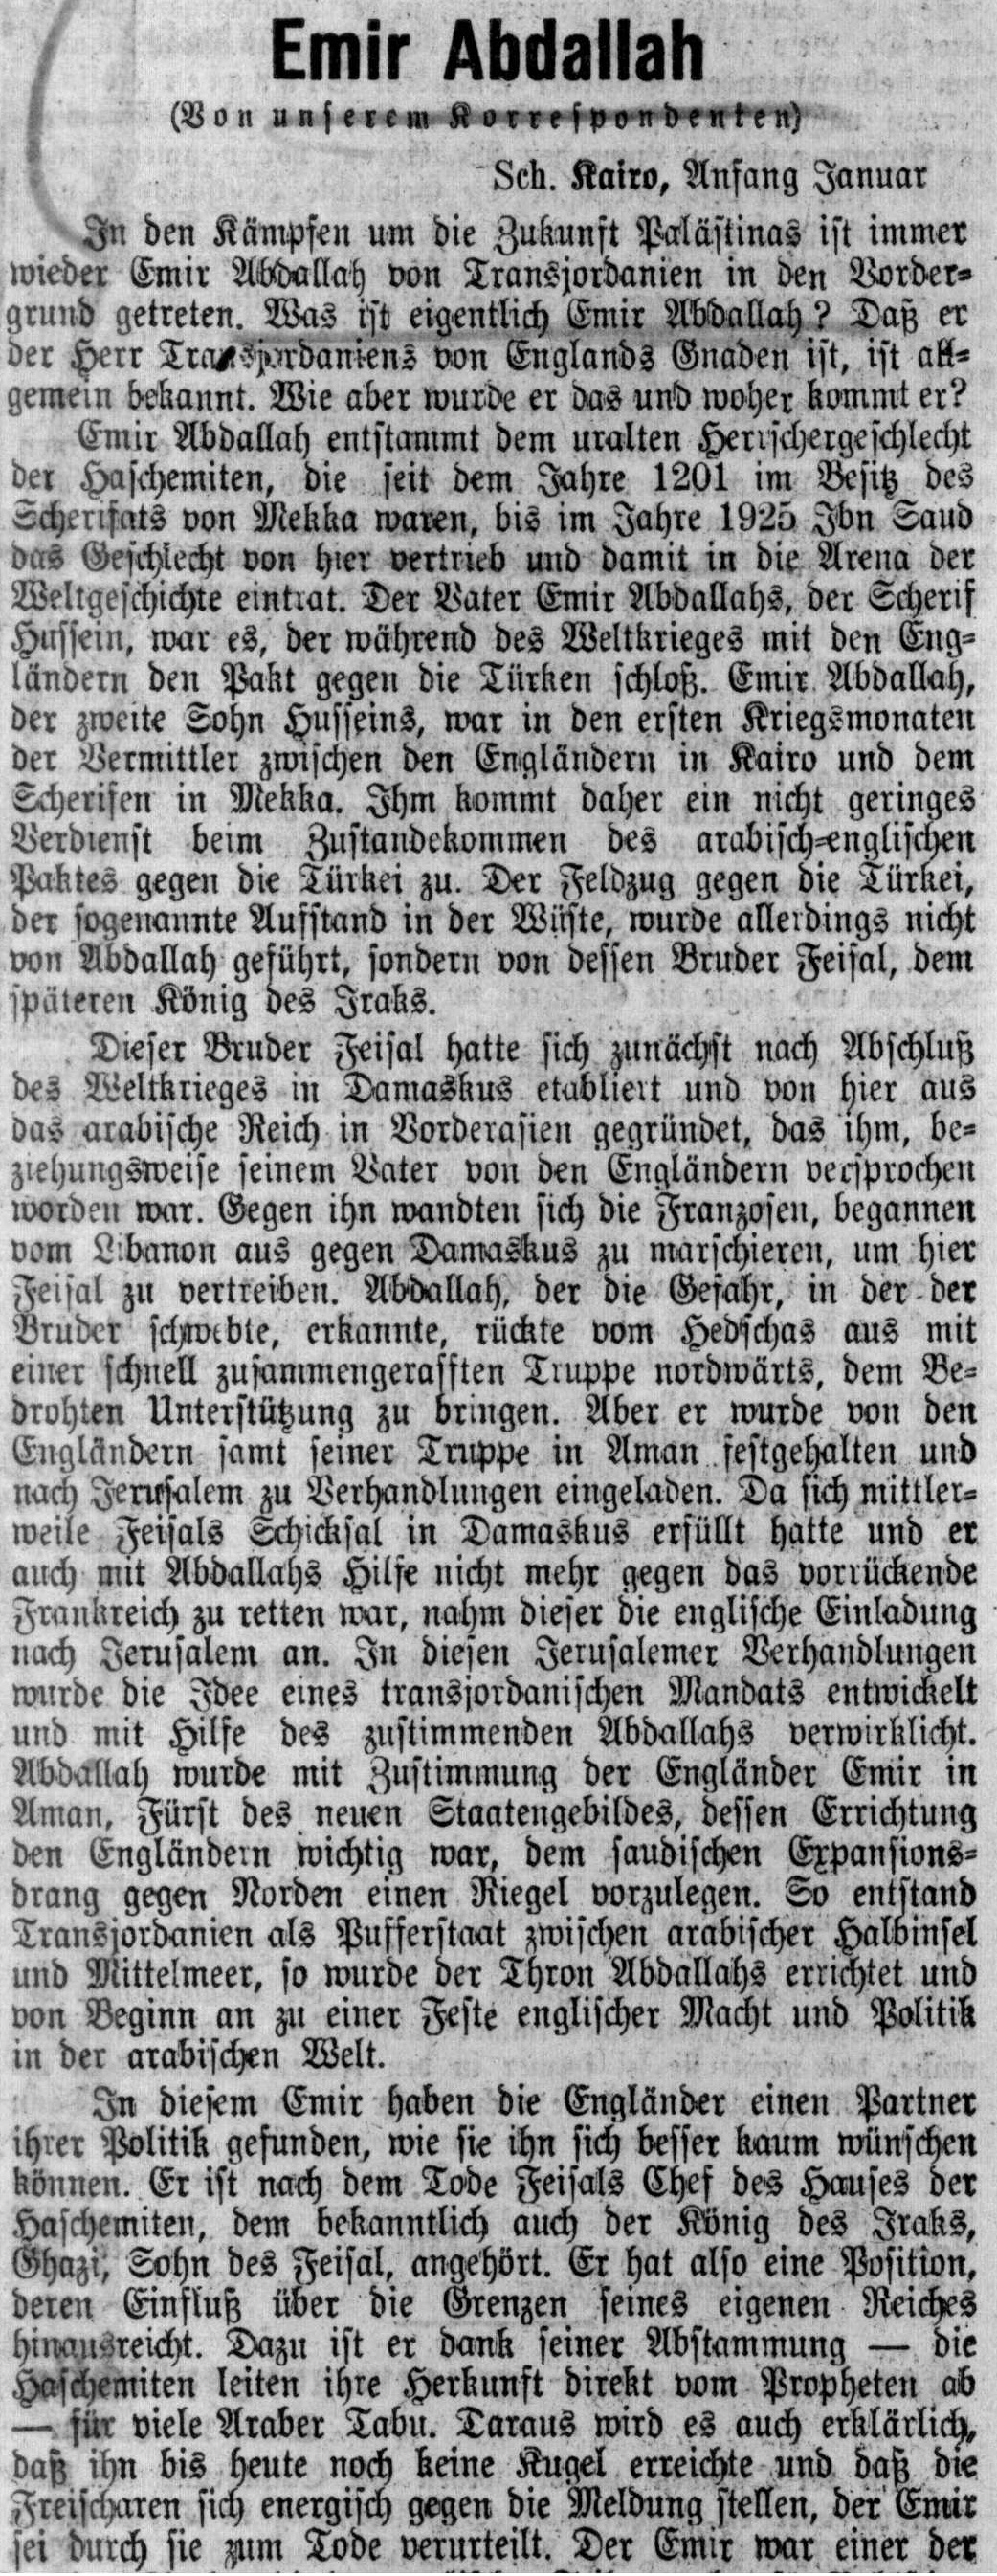 Emir Abdallah
(Von unserem Korrespondenten)
Sch. Kairo, Anfang Januar
In den Kämpfen um die Zukunft Palästinas ist immer
wieder Emir Abdallah von Transjordanien in den Vorder-
grund getreten. Was ist eigentlich Emir Abdallah? Daß er
der Herr Transjordaniens von Englands Gnaden ist, ist all-
gemein bekannt. Wie aber wurde er das und woher kommt er?
Emir Abdallah entstammt dem uralten Herrschergeschlecht
der Haschemiten, die seit dem Jahre 1201 im Besitz des
Scherifats von Mekka waren, bis im Jahre 1925 Ibn Saud
das Geschlecht von hier vertrieb und damit in die Arena der
Weltgeschichte eintrat. Der Vater Emir Abdallahs, der Scherif
Hussein, war es, der während des Weltkrieges mit den Eng-
ländern den Pakt gegen die Türken schloß. Emir Abdallah,
der zweite Sohn Husseins, war in den ersten Kriegsmonaten
der Vermittler zwischen den Engländern in Kairo und dem
Scherifen in Mekka. Ihm kommt daher ein nicht geringes
Verdienst beim Zustandekommen des arabisch-englischen
Paktes gegen die Türkei zu. Der Feldzug gegen die Türkei,
der sogenannte Aufstand in der Wüste, wurde allerdings nicht
von Abdallah geführt, sondern von dessen Bruder Feisal, dem
späteren König des Iraks.
Dieser Bruder Feisal hatte sich zunächst nach Abschluß
des Weltkrieges in Damaskus etabliert und von hier aus
das arabische Reich in Vorderasien gegründet, das ihm, be-
ziehungsweise seinem Vater von den Engländern versprochen
worden war. Gegen ihn wandten sich die Franzosen, begannen
vom Libanon aus gegen Damaskus zu marschieren, um hier
Feisal zu vertreiben. Abdallah, der die Gefahr, in der der
Bruder schwebte, erkannte, rückte vom Hedschas aus mit
einer schnell zusammengerafften Truppe nordwärts, dem Be-
drohten Unterstützung zu bringen. Aber er wurde von den
Engländern samt seiner Truppe in Aman festgehalten und
nach Jerusalem zu Verhandlungen eingeladen. Da sich mittler-
weile Feisals Schicksal in Damaskus erfüllt hatte und er
auch mit Abdallahs Hilfe nicht mehr gegen das vorrückende
Frankreich zu retten war, nahm dieser die englische Einladung
nach Jerusalem an. In diesen Jerusalemer Verhandlungen
wurde die Idee eines transjordanischen Mandats entwickelt
und mit Hilfe des zustimmenden Abdallahs verwirklicht.
Abdallah wurde mit Zustimmung der Engländer Emir in
Aman, Fürst des neuen Staatengebildes, dessen Errichtung
den Engländern wichtig war, dem saudischen Expansions-
drang gegen Norden einen Riegel vorzulegen. So entstand
Transjordanien als Pufferstaat zwischen arabischer Halbinsel
und Mittelmeer, so wurde der Thron Abdallahs errichtet und
von Beginn an zu einer Feste englischer Macht und Politik
in der arabischen Welt.
In diesem Emir haben die Engländer einen Partner
ihrer Politik gefunden, wie sie ihn sich besser kaum wünschen
können. Er ist nach dem Tode Feisals Chef des Hauses der
Haschemiten, dem bekanntlich auch der König des Iraks,
Ghazi, Sohn des Feisal, angehört. Er hat also eine Position,
deren Einfluß über die Grenzen seines eigenen Reiches
hinausreicht. Dazu ist er dank seiner Abstammung — die
Haschemiten leiten ihre Herkunft direkt vom Propheten ab
— für viele Araber Tabu. Taraus wird es auch erklärlich,
daß ihn bis heute noch keine Kugel erreichte und daß die
Freischaren sich energisch gegen die Meldung stellen, der Emir
sei durch sie zum Tode verurteilt. Der Emir war einer der